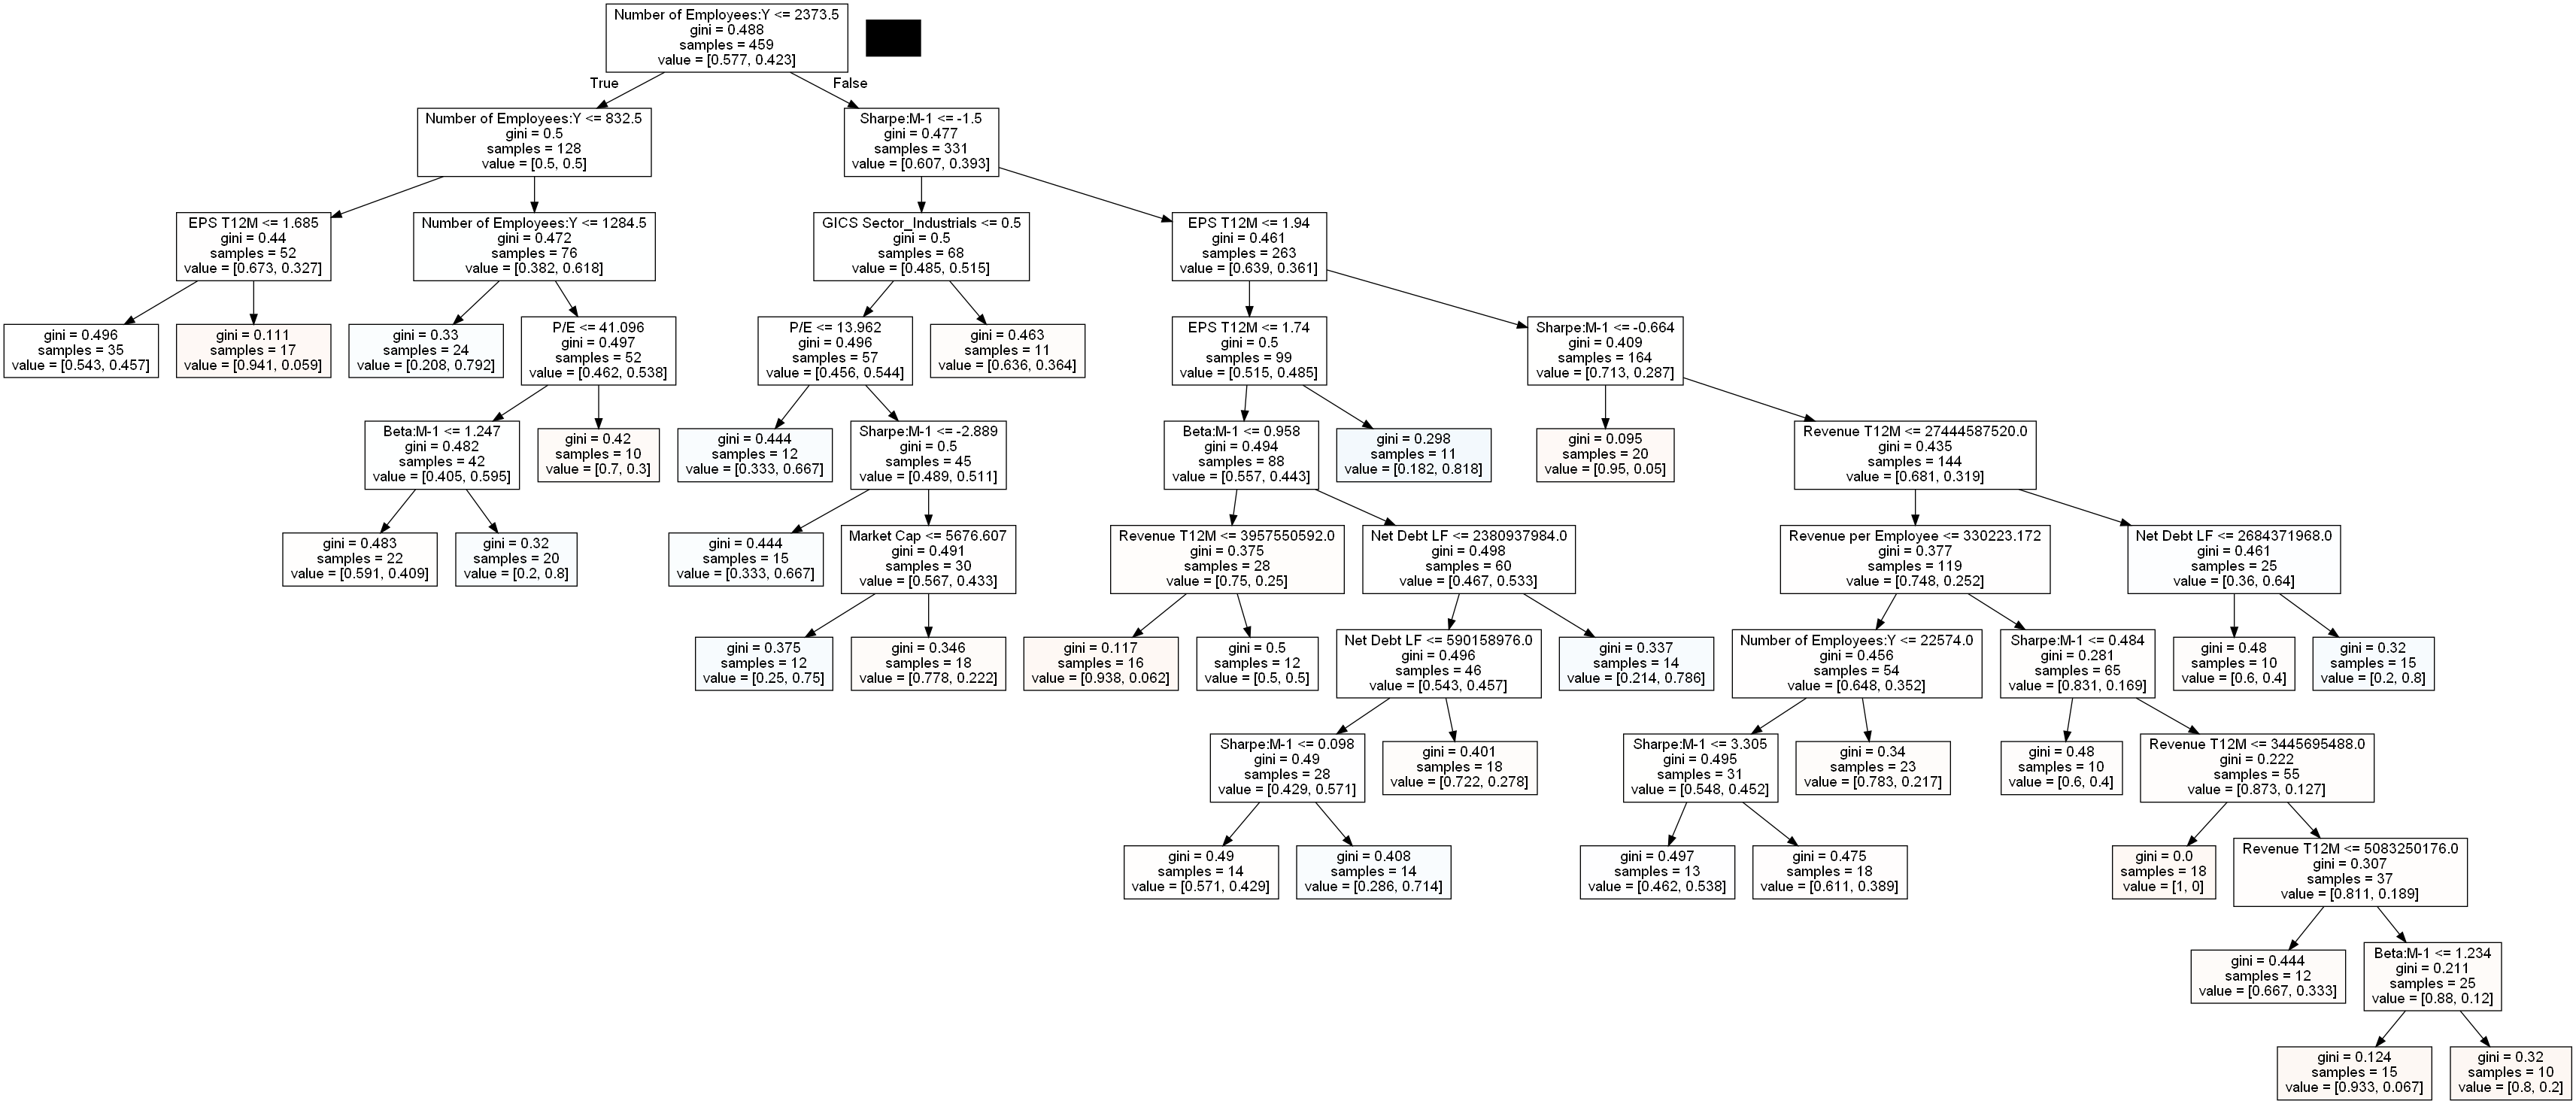 Number of Employees:Y <= 2373.5
gini = 0.488
samples = 459
value = [0.577, 0.423]
True
False
Number of Employees:Y <= 832.5
gini = 0.5
samples = 128
value = [0.5, 0.5]
Sharpe:M-1 <= -1.5
gini = 0.477
samples = 331
value = [0.607, 0.393]
EPS T12M <= 1.685
gini = 0.44
samples = 52
value = [0.673, 0.327]
Number of Employees:Y <= 1284.5
gini = 0.472
samples = 76
value = [0.382, 0.618]
GICS Sector_Industrials <= 0.5
gini = 0.5
samples = 68
value = [0.485, 0.515]
EPS T12M <= 1.94
gini = 0.461
samples = 263
value = [0.639, 0.361]
gini = 0.496
samples = 35
value = [0.543, 0.457]
gini = 0.111
samples = 17
value = [0.941, 0.059]
gini = 0.33
samples = 24
value = [0.208, 0.792]
P/E <= 41.096
gini = 0.497
samples = 52
value = [0.462, 0.538]
P/E <= 13.962
gini = 0.496
samples = 57
value = [0.456, 0.544]
gini = 0.463
samples = 11
value = [0.636, 0.364]
EPS T12M <= 1.74
gini = 0.5
samples = 99
value = [0.515, 0.485]
Sharpe:M-1 <= -0.664
gini = 0.409
samples = 164
value = [0.713, 0.287]
Beta:M-1 <= 1.247
gini = 0.482
samples = 42
value = [0.405, 0.595]
gini = 0.42
samples = 10
value = [0.7, 0.3]
gini = 0.444
samples = 12
value = [0.333, 0.667]
Sharpe:M-1 <= -2.889
gini = 0.5
samples = 45
value = [0.489, 0.511]
Beta:M-1 <= 0.958
gini = 0.494
samples = 88
value = [0.557, 0.443]
gini = 0.298
samples = 11
value = [0.182, 0.818]
gini = 0.095
samples = 20
value = [0.95, 0.05]
Revenue T12M <= 27444587520.0
gini = 0.435
samples = 144
value = [0.681, 0.319]
gini = 0.483
samples = 22
value = [0.591, 0.409]
gini = 0.32
samples = 20
value = [0.2, 0.8]
gini = 0.444
samples = 15
value = [0.333, 0.667]
Market Cap <= 5676.607
gini = 0.491
samples = 30
value = [0.567, 0.433]
Revenue T12M <= 3957550592.0
gini = 0.375
samples = 28
value = [0.75, 0.25]
Net Debt LF <= 2380937984.0
gini = 0.498
samples = 60
value = [0.467, 0.533]
Revenue per Employee <= 330223.172
gini = 0.377
samples = 119
value = [0.748, 0.252]
Net Debt LF <= 2684371968.0
gini = 0.461
samples = 25
value = [0.36, 0.64]
gini = 0.375
samples = 12
value = [0.25, 0.75]
gini = 0.346
samples = 18
value = [0.778, 0.222]
gini = 0.117
samples = 16
value = [0.938, 0.062]
gini = 0.5
samples = 12
value = [0.5, 0.5]
Net Debt LF <= 590158976.0
gini = 0.496
samples = 46
value = [0.543, 0.457]
gini = 0.337
samples = 14
value = [0.214, 0.786]
Number of Employees:Y <= 22574.0
gini = 0.456
samples = 54
value = [0.648, 0.352]
Sharpe:M-1 <= 0.484
gini = 0.281
samples = 65
value = [0.831, 0.169]
gini = 0.48
samples = 10
value = [0.6, 0.4]
gini = 0.32
samples = 15
value = [0.2, 0.8]
Sharpe:M-1 <= 0.098
gini = 0.49
samples = 28
value = [0.429, 0.571]
gini = 0.401
samples = 18
value = [0.722, 0.278]
Sharpe:M-1 <= 3.305
gini = 0.495
samples = 31
value = [0.548, 0.452]
gini = 0.34
samples = 23
value = [0.783, 0.217]
gini = 0.48
samples = 10
value = [0.6, 0.4]
Revenue T12M <= 3445695488.0
gini = 0.222
samples = 55
value = [0.873, 0.127]
gini = 0.49
samples = 14
value = [0.571, 0.429]
gini = 0.408
samples = 14
value = [0.286, 0.714]
gini = 0.497
samples = 13
value = [0.462, 0.538]
gini = 0.475
samples = 18
value = [0.611, 0.389]
gini = 0.0
samples = 18
value = [1, 0]
Revenue T12M <= 5083250176.0
gini = 0.307
samples = 37
value = [0.811, 0.189]
gini = 0.444
samples = 12
value = [0.667, 0.333]
Beta:M-1 <= 1.234
gini = 0.211
samples = 25
value = [0.88, 0.12]
gini = 0.124
samples = 15
value = [0.933, 0.067]
gini = 0.32
samples = 10
value = [0.8, 0.2]